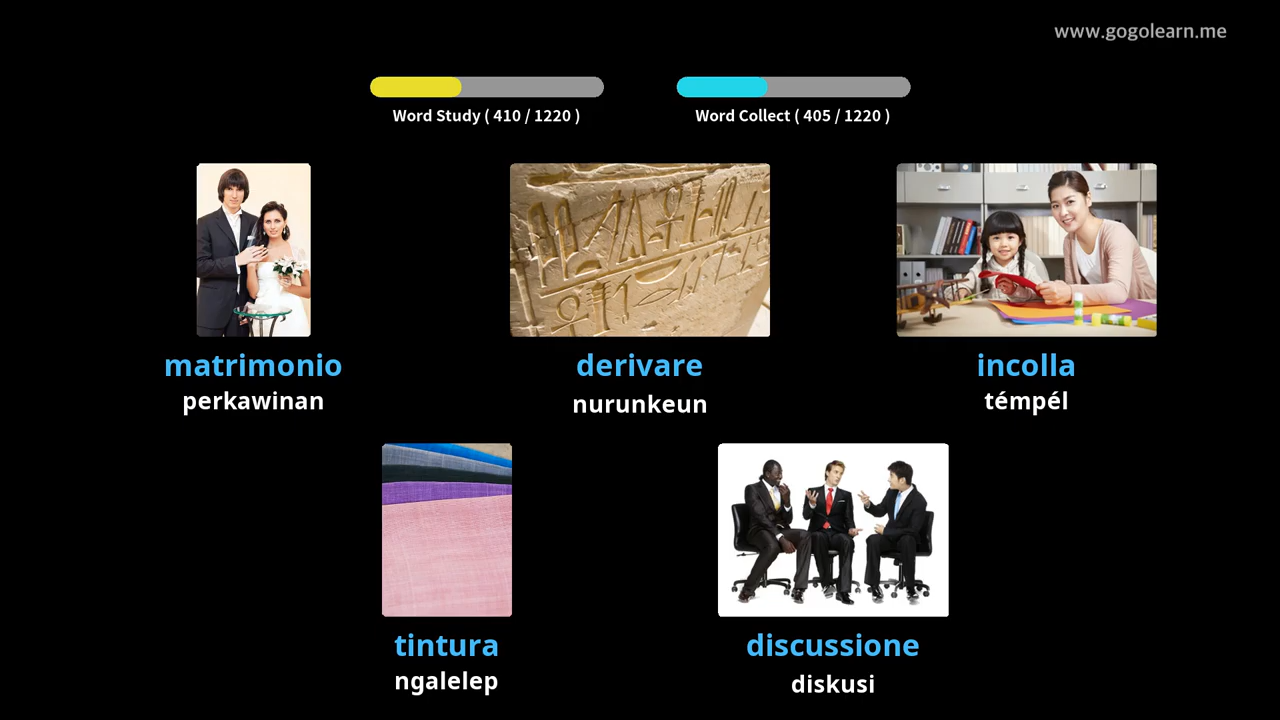 www.gogolearn.me
Word Study ( 410 / 1220 )
Word Collect ( 405 / 1220 )
matrimonio
perkawinan
derivare
nurunkeun
incolla
témpél
tintura
ngalelep
discussione
diskusi